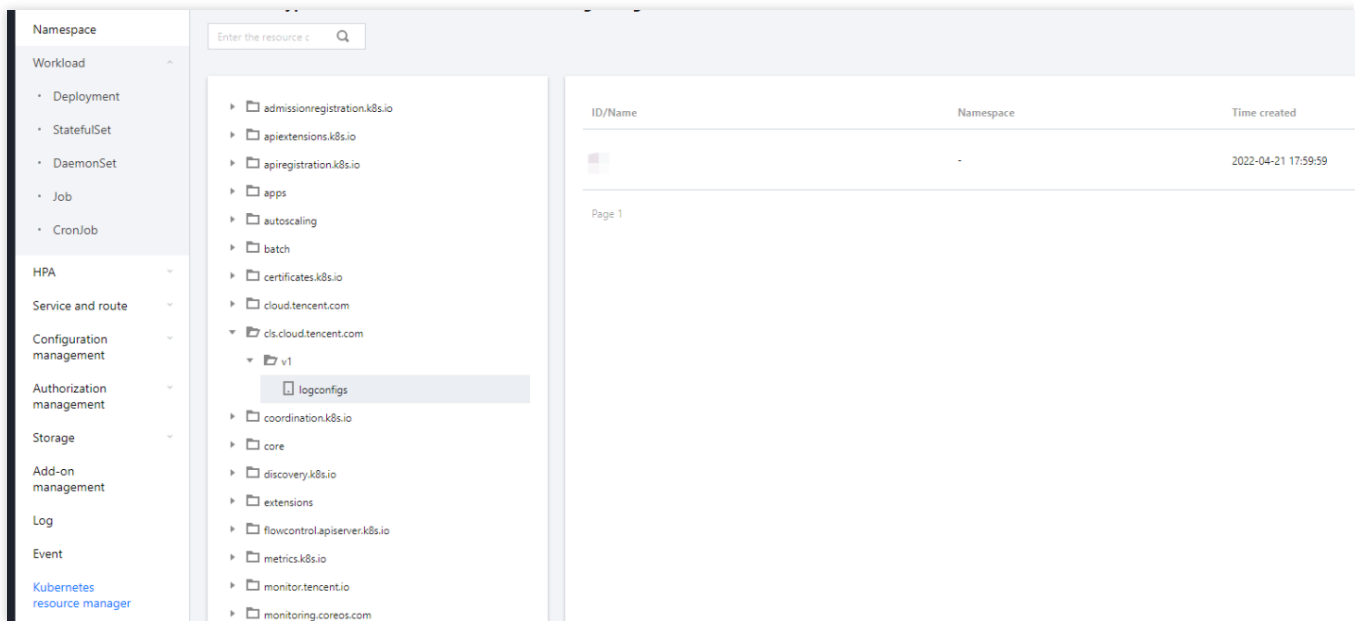 Namespace
Workload
Deployment
StatefulSet
DaemonSet
Job
CronJob
HPA
Service and route
Configuration
management
Authorization
management
Storage
Add-on
management
Log
Event
Kubernetes
resource manager
Enter the resource c
admissionregistration.k8s.io
apiextensions.k8s.io
apiregistration.k8s.io
apps
autoscaling
batch
certificates.k8s.io
cloud.tencent.com
cls.cloud.tencent.com
v1
logconfigs
coordination.k8s.io
core
discovery.k8s.io
extensions
flowcontrol.apiserver.k8s.io
metrics.k8s.io
monitor.tencent.io
monitoring.coreos.com
ID/Name Namespace Time created
- 2022-04-21 17:59:59
Page 1